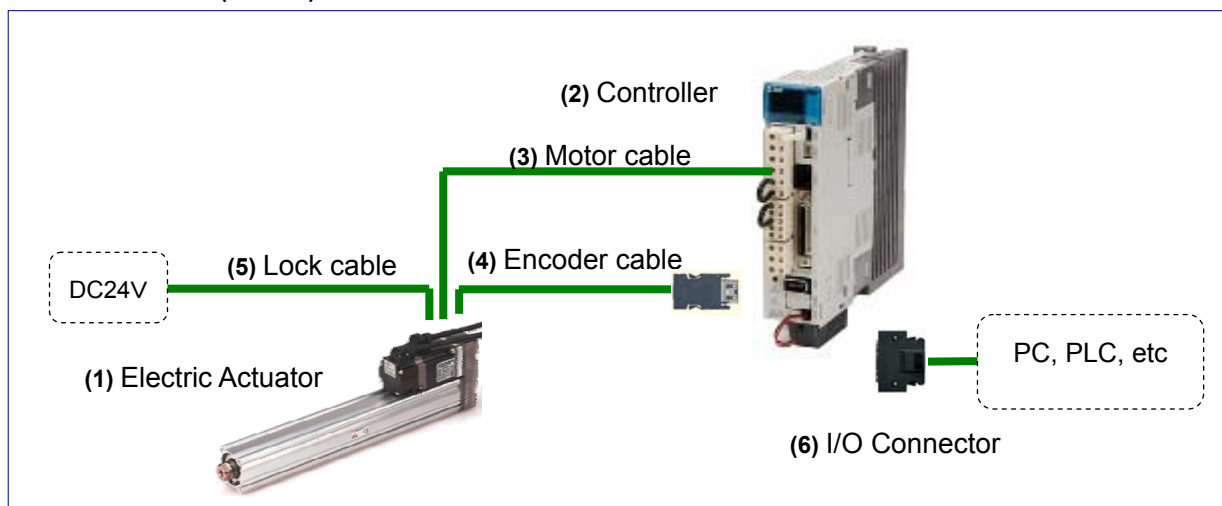 (2) Controller
(3) Motor cable
(5) Lock cable
(4) Encoder cable
DC24V
(1) Electric Actuator
PC, PLC, etc
(6) I/O Connector